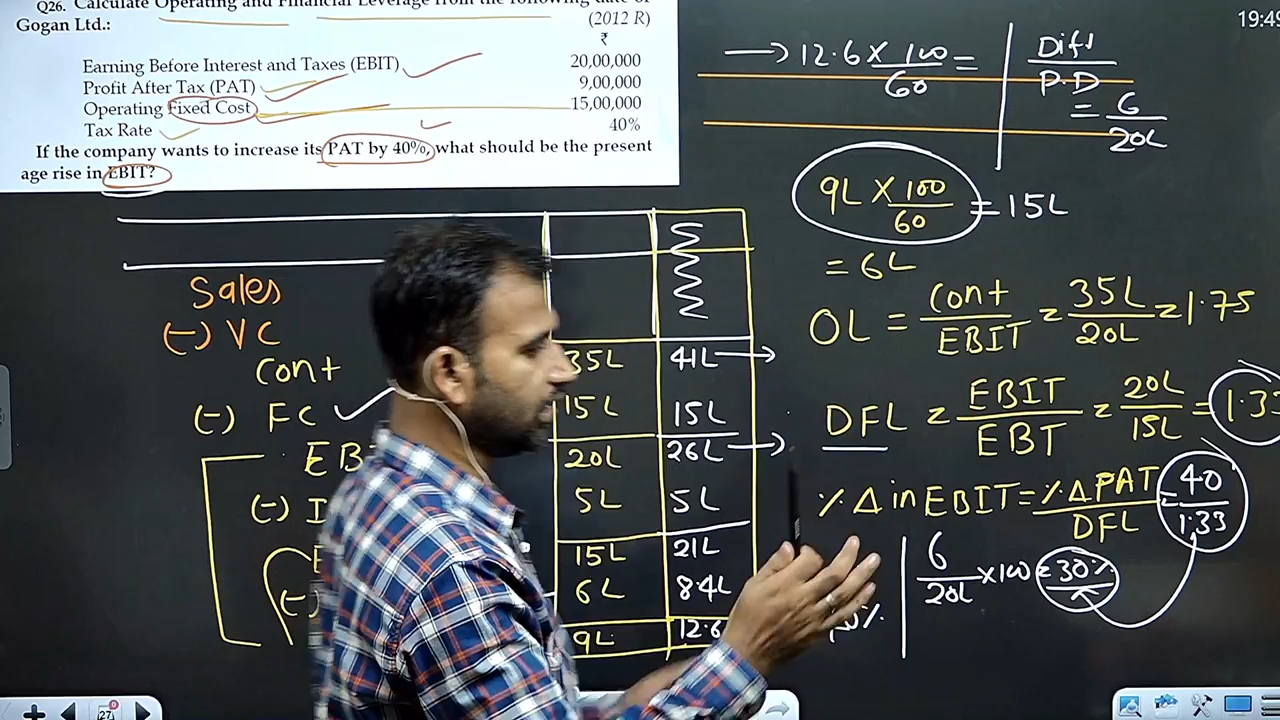 Q26. Calculate Operating and Financial Leverage from the following date of
Gogan Ltd.: (2012 R)
₹
Earning Before Interest and Taxes (EBIT) 20,00,000
Profit After Tax (PAT) 9,00,000
Operating Fixed Cost 15,00,000
Tax Rate 40%
If the company wants to increase its PAT by 40%, what should be the present
age rise in EBIT?
19:49
→ 12.6 × 100/60 =
Diff/P.D
= 6/20L
9L × 100/60 = 15L
= 6L
OL = Cont/EBIT = 35L/20L = 1.75
DFL = EBIT/EBT = 20L/15L = 1.33
% Δ in EBIT = % Δ PAT/DFL = 40/1.33
6/20L × 100 = 30%
Sales
(-) VC
Cont 35L 41L →
(-) FC ✓ 15L 15L
EB 20L 26L →
(-) I 5L 5L
15L 21L
(-) 6L 8.4L
9L 12.6
27